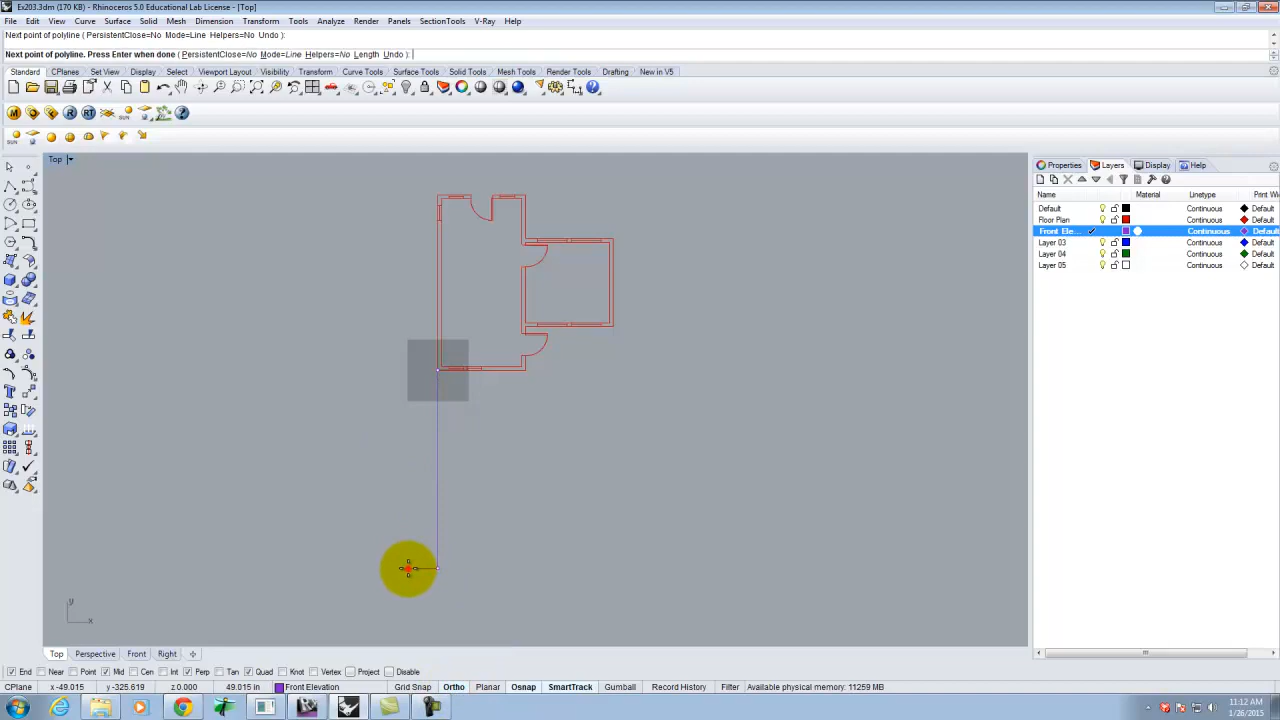 Ex203.3dm (170 KB) - Rhinoceros 5.0 Educational Lab License - [Top]
File Edit View Curve Surface Solid Mesh Dimension Transform Tools Analyze Render Panels SectionTools V-Ray Help
Next point of polyline ( PersistentClose=No Mode=Line Helpers=No Undo ):
Next point of polyline. Press Enter when done ( PersistentClose=No Mode=Line Helpers=No Length Undo ):
Standard CPlanes Set View Display Select Viewport Layout Visibility Transform Curve Tools Surface Tools Solid Tools Mesh Tools Render Tools Drafting New in V5
M R RT SUN
SUN
Top
Properties Layers Display Help
Name Material Linetype Print Wi
Default Continuous Default
Floor Plan Continuous Default
Front Ele... Continuous Default
Layer 03 Continuous Default
Layer 04 Continuous Default
Layer 05 Continuous Default
y
x
Top Perspective Front Right
End Near Point Mid Cen Int Perp Tan Quad Knot Vertex Project Disable
CPlane x -49.015 y -325.619 z 0.000 49.015 in Front Elevation Grid Snap Ortho Planar Osnap SmartTrack Gumball Record History Filter Available physical memory: 11259 MB
11:12 AM
1/26/2015